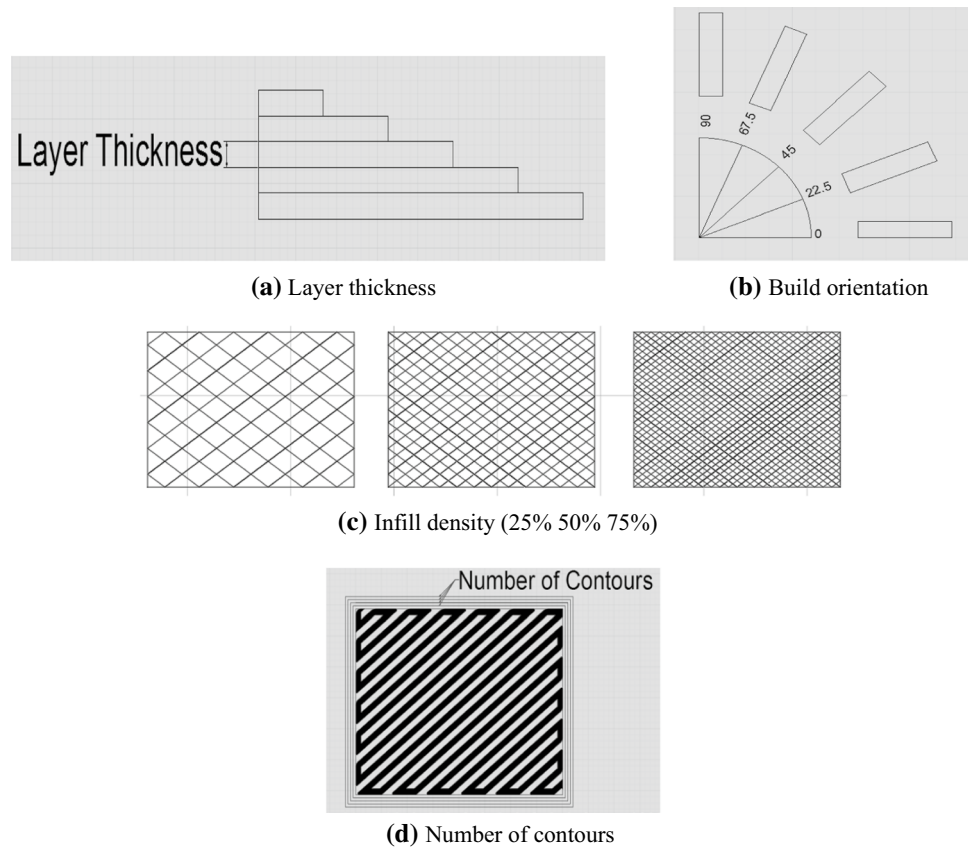 Layer Thickness
90
67.5
45
22.5
0
(a) Layer thickness
(b) Build orientation
(c) Infill density (25% 50% 75%)
Number of Contours
(d) Number of contours